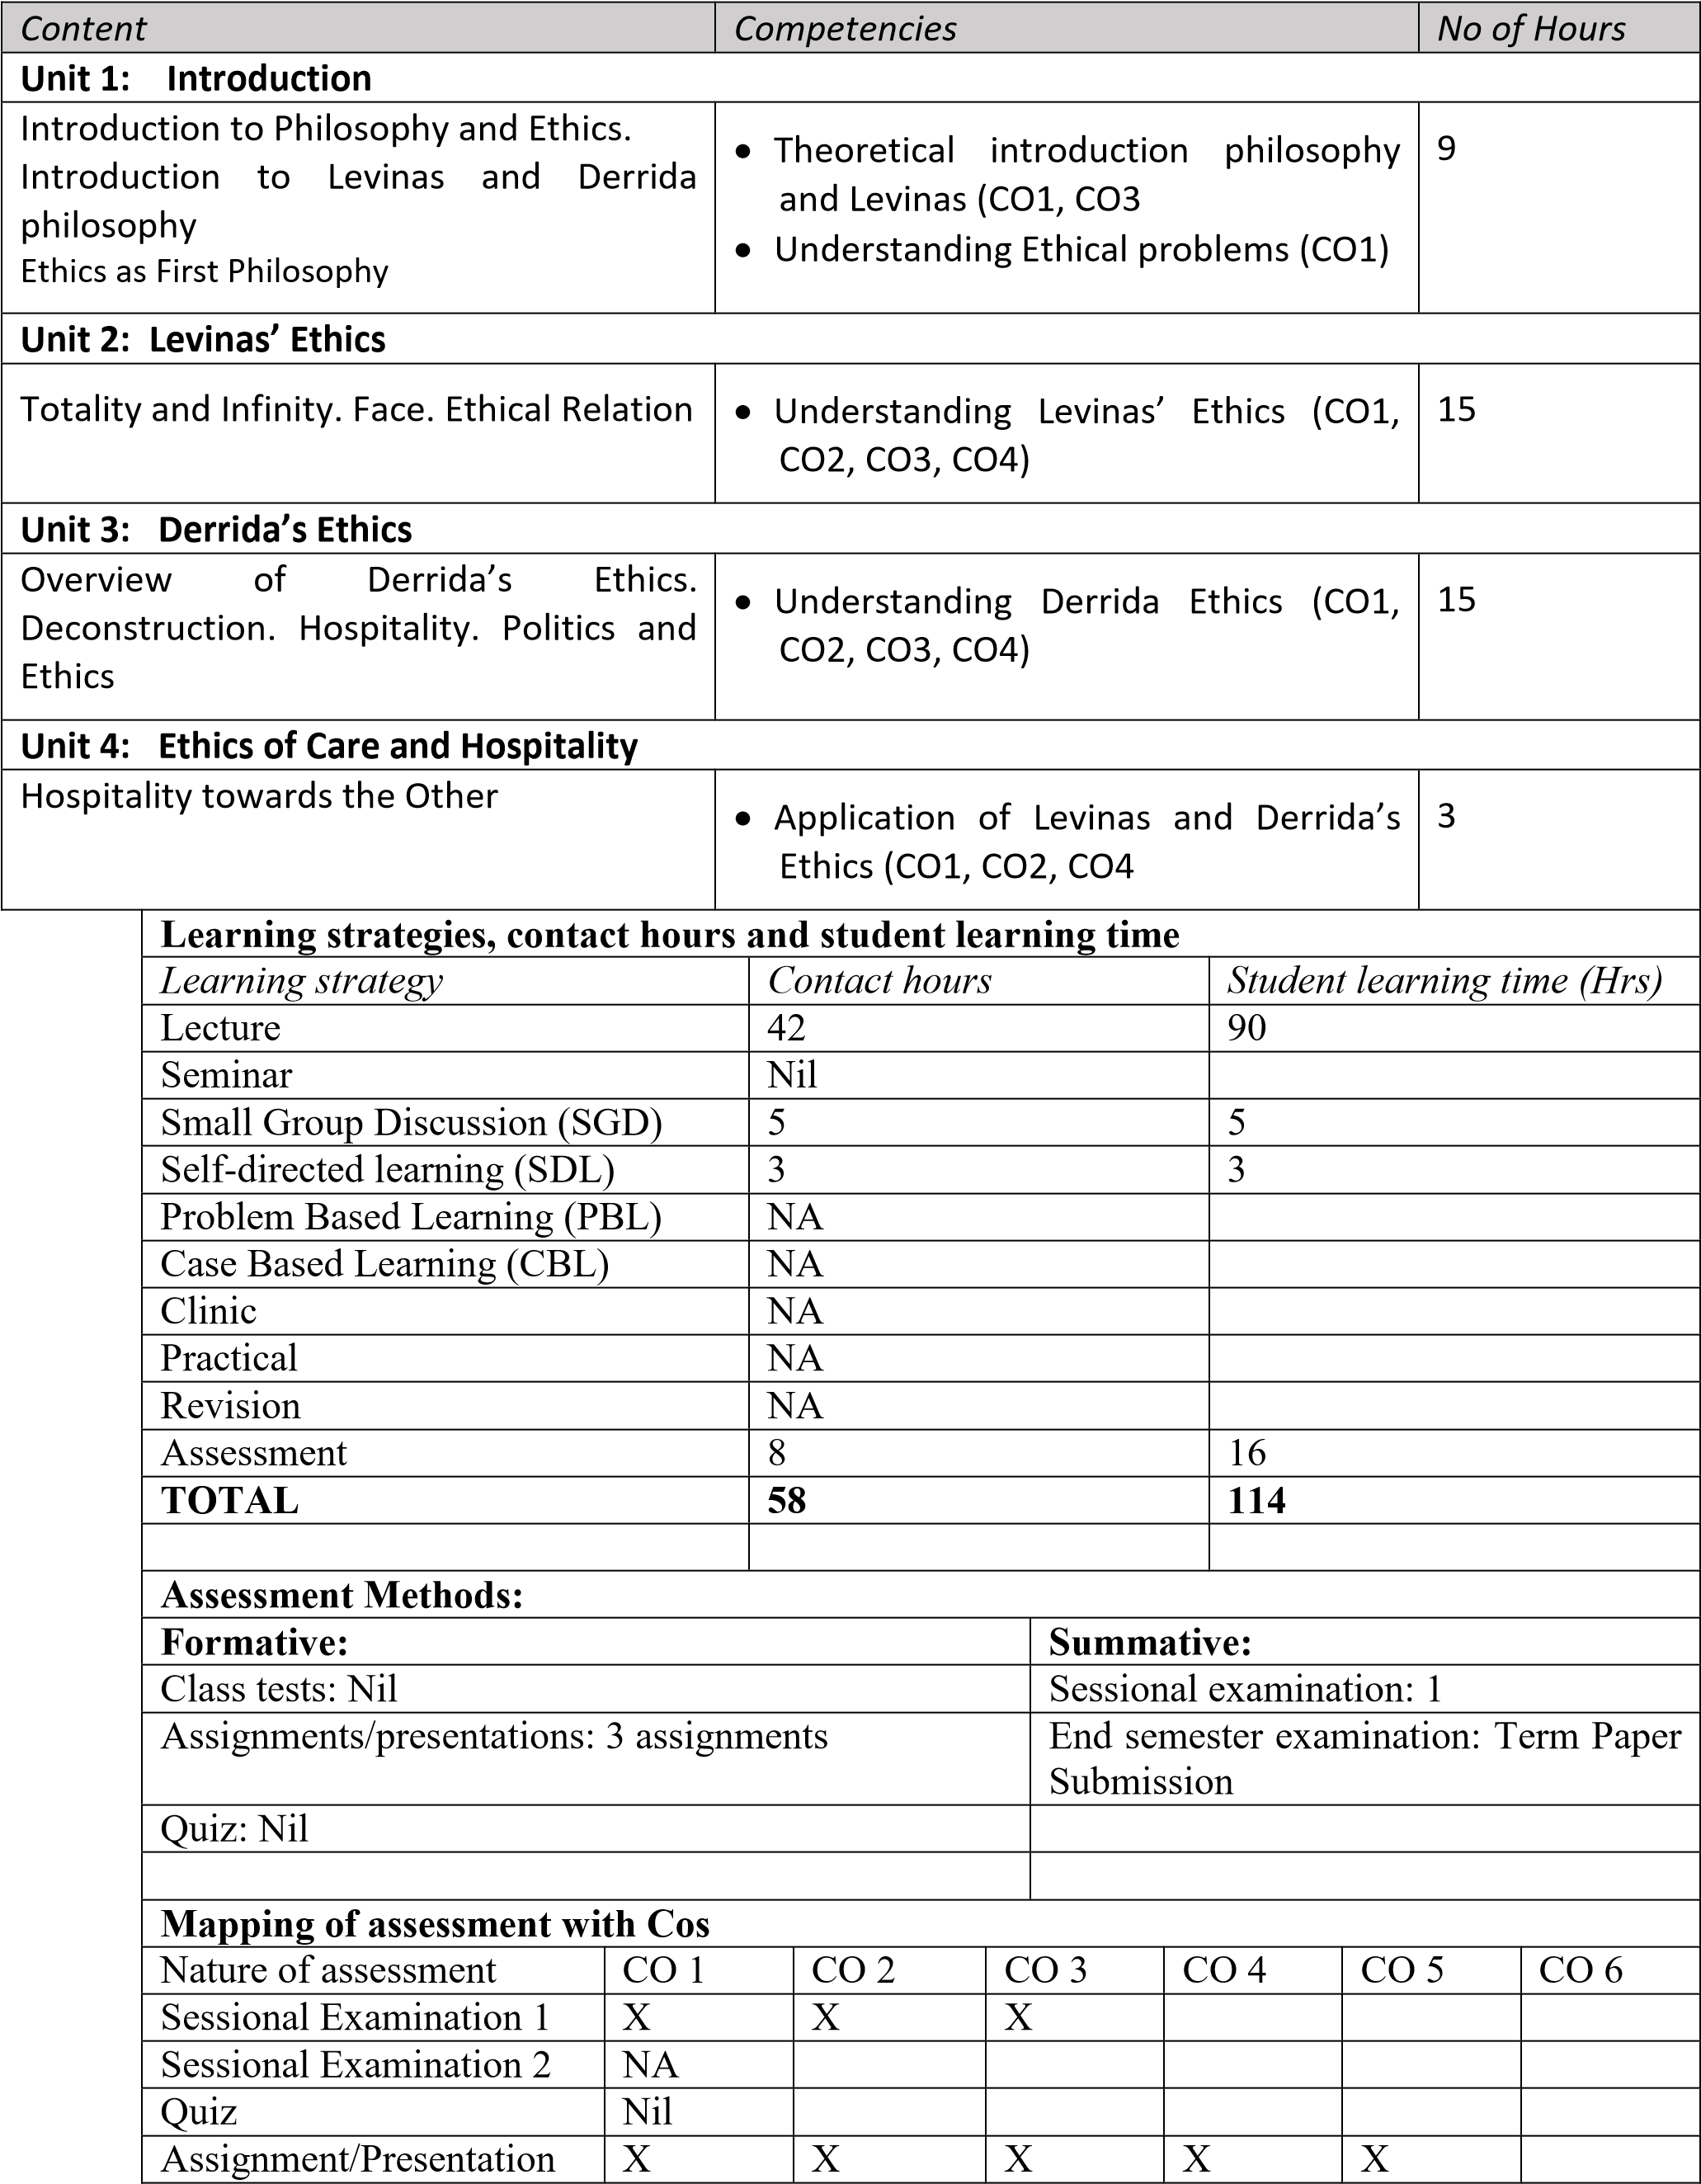 Content Competencies No of Hours
Unit 1: Introduction
Introduction to Philosophy and Ethics.
Introduction to Levinas and Derrida
philosophy
Ethics as First Philosophy
• Theoretical introduction philosophy
and Levinas (CO1, CO3
• Understanding Ethical problems (CO1)
9
Unit 2: Levinas’ Ethics
Totality and Infinity. Face. Ethical Relation
• Understanding Levinas’ Ethics (CO1,
CO2, CO3, CO4)
15
Unit 3: Derrida’s Ethics
Overview of Derrida’s Ethics.
Deconstruction. Hospitality. Politics and
Ethics
• Understanding Derrida Ethics (CO1,
CO2, CO3, CO4)
15
Unit 4: Ethics of Care and Hospitality
Hospitality towards the Other
• Application of Levinas and Derrida’s
Ethics (CO1, CO2, CO4
3
Learning strategies, contact hours and student learning time
Learning strategy Contact hours Student learning time (Hrs)
Lecture 42 90
Seminar Nil
Small Group Discussion (SGD) 5 5
Self-directed learning (SDL) 3 3
Problem Based Learning (PBL) NA
Case Based Learning (CBL) NA
Clinic NA
Practical NA
Revision NA
Assessment 8 16
TOTAL 58 114
Assessment Methods:
Formative: Summative:
Class tests: Nil Sessional examination: 1
Assignments/presentations: 3 assignments End semester examination: Term Paper
Submission
Quiz: Nil
Mapping of assessment with Cos
Nature of assessment CO 1 CO 2 CO 3 CO 4 CO 5 CO 6
Sessional Examination 1 X X X
Sessional Examination 2 NA
Quiz Nil
Assignment/Presentation X X X X X